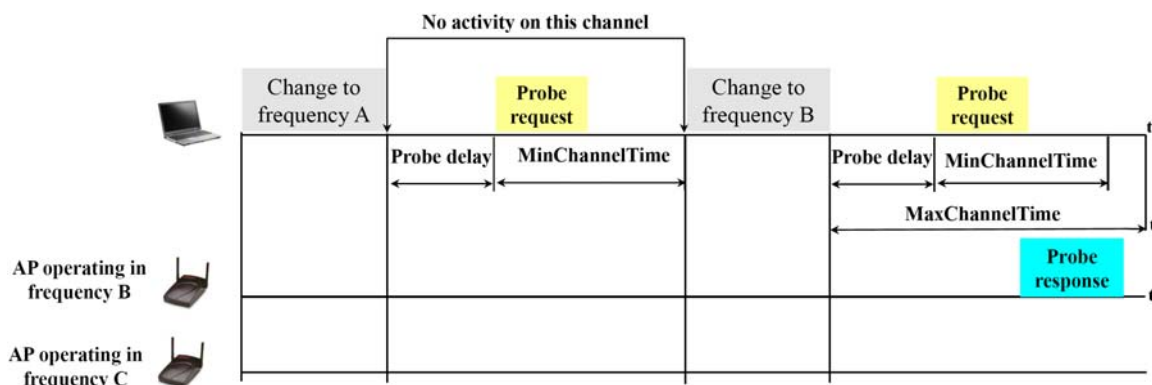 No activity on this channel
Change to
frequency A
Probe
request
Change to
frequency B
Probe
request
t
Probe delay
MinChannelTime
Probe delay
MinChannelTime
MaxChannelTime
t
AP operating in
frequency B
Probe
response
t
AP operating in
frequency C